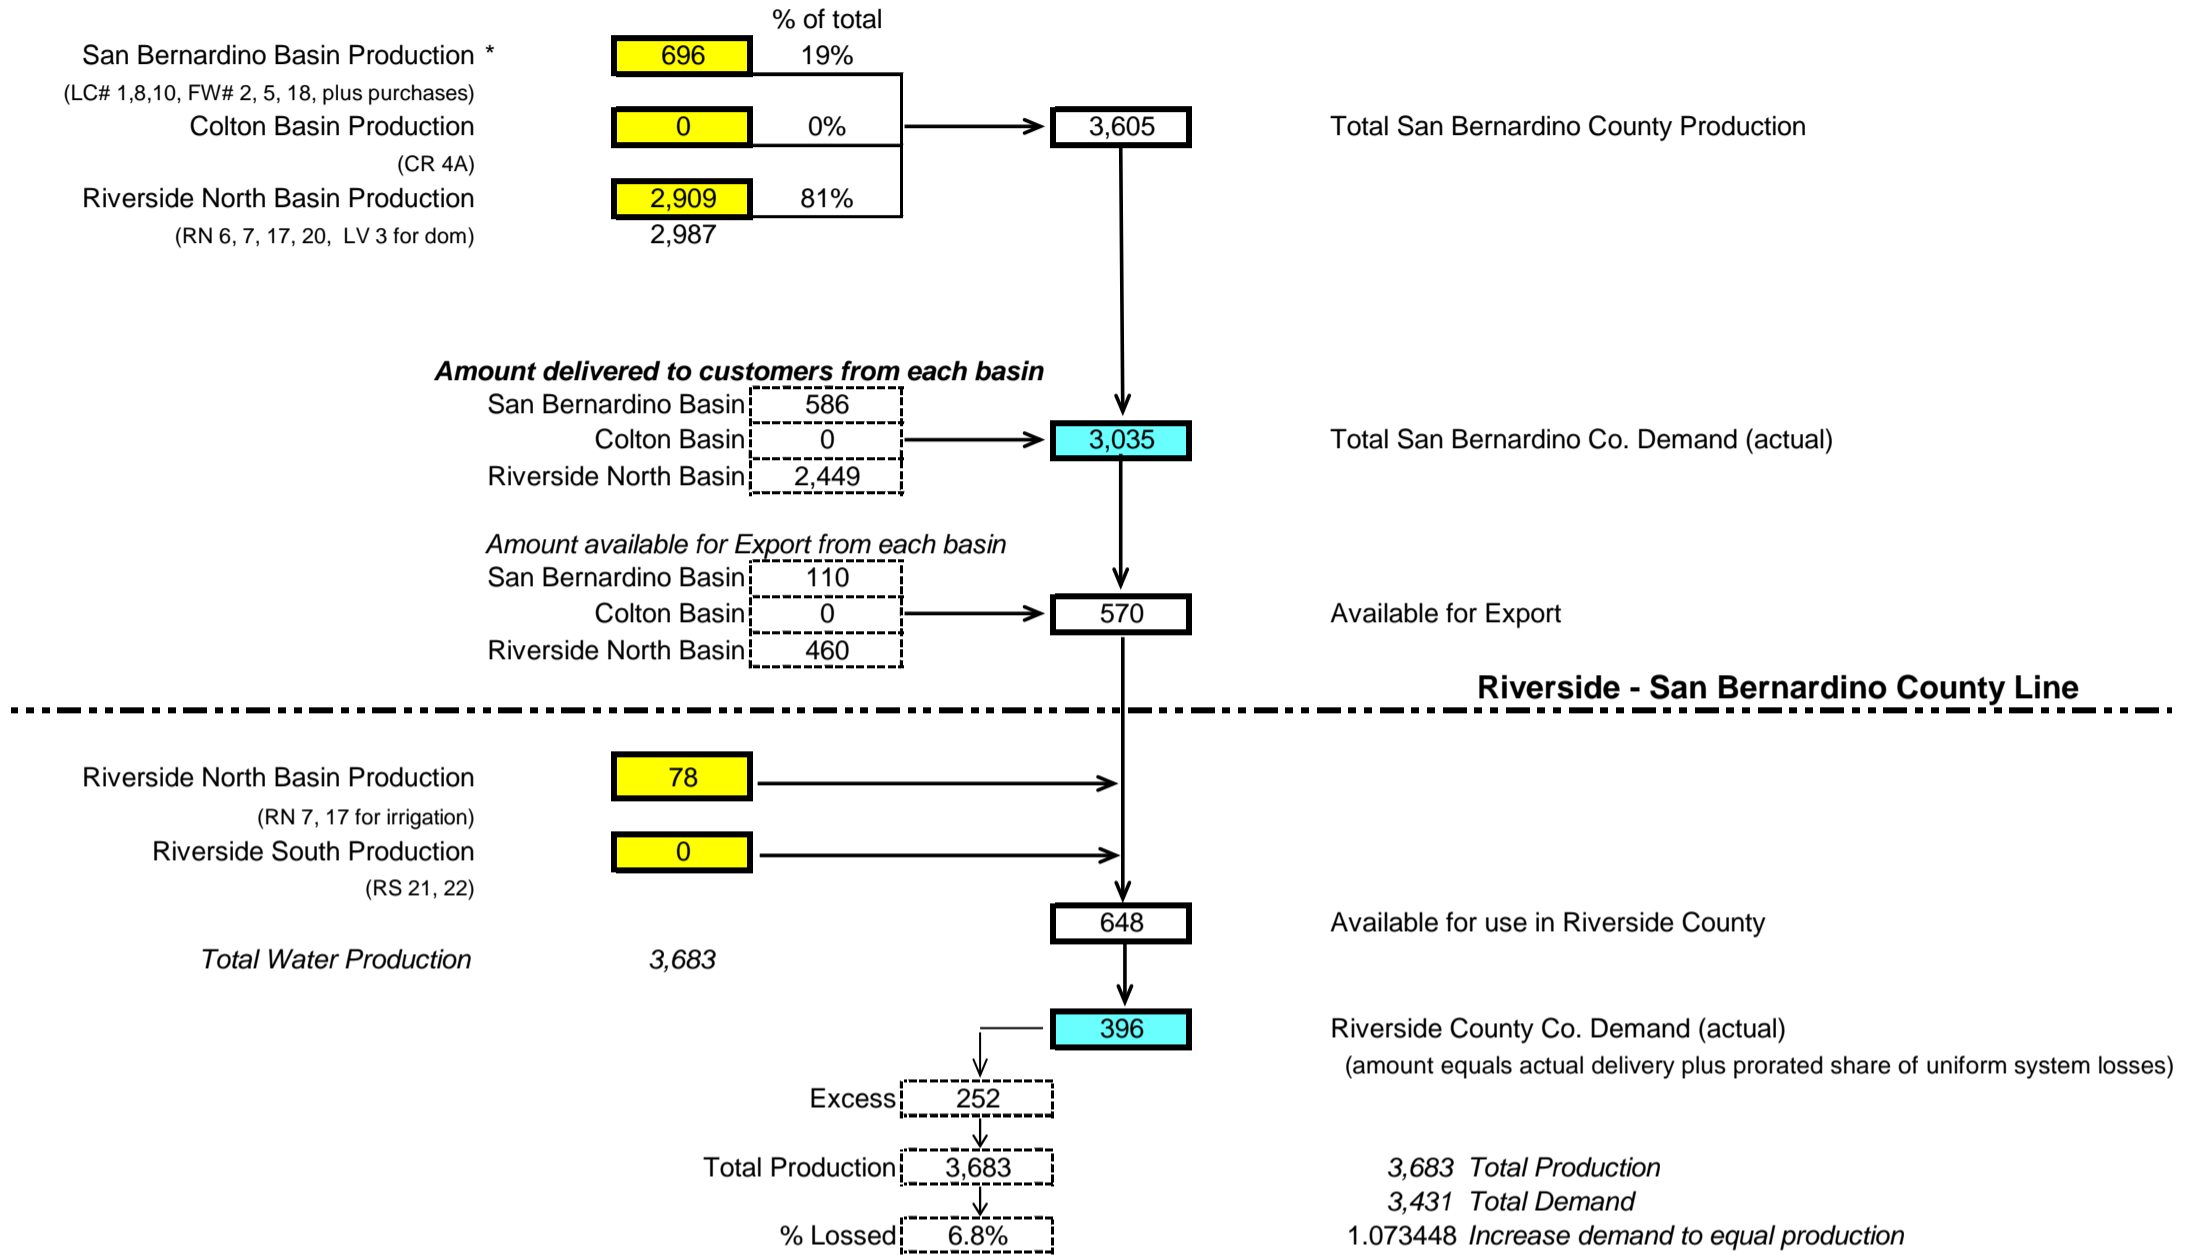 % of total
San Bernardino Basin Production * 696 19%
(LC# 1,8,10, FW# 2, 5, 18, plus purchases)
Colton Basin Production 0 0% 3,605 Total San Bernardino County Production
(CR 4A)
Riverside North Basin Production 2,909 81%
(RN 6, 7, 17, 20, LV 3 for dom) 2,987
Amount delivered to customers from each basin
San Bernardino Basin 586
Colton Basin 0 3,035 Total San Bernardino Co. Demand (actual)
Riverside North Basin 2,449
Amount available for Export from each basin
San Bernardino Basin 110
Colton Basin 0 570 Available for Export
Riverside North Basin 460
Riverside - San Bernardino County Line
Riverside North Basin Production 78
(RN 7, 17 for irrigation)
Riverside South Production 0
(RS 21, 22)
648 Available for use in Riverside County
Total Water Production 3,683
396 Riverside County Co. Demand (actual)
(amount equals actual delivery plus prorated share of uniform system losses)
Excess 252
Total Production 3,683 3,683 Total Production
3,431 Total Demand
% Lossed 6.8% 1.073448 Increase demand to equal production